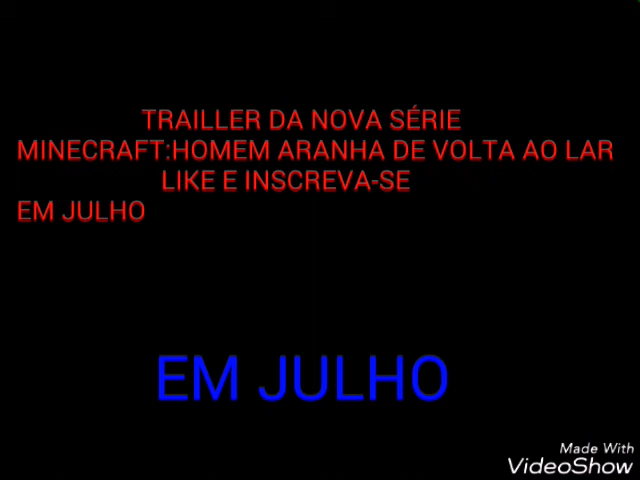 TRAILLER DA NOVA SÉRIE
MINECRAFT:HOMEM ARANHA DE VOLTA AO LAR
LIKE E INSCREVA-SE
EM JULHO
EM JULHO
Made With
VideoShow